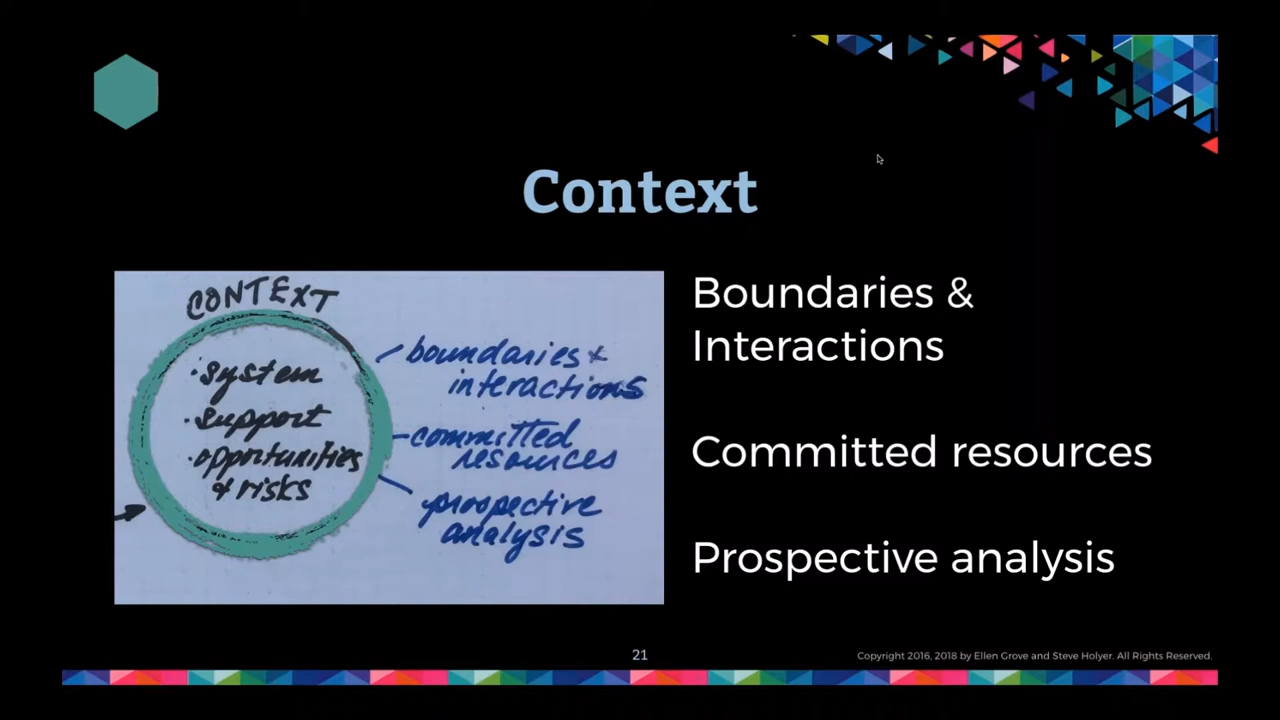 Context
CONTEXT
· system
· support
· opportunities
& risks
boundaries &
interactions
committed
resources
prospective
analysis
Boundaries &
Interactions
Committed resources
Prospective analysis
21
Copyright 2016, 2018 by Ellen Grove and Steve Holyer. All Rights Reserved.